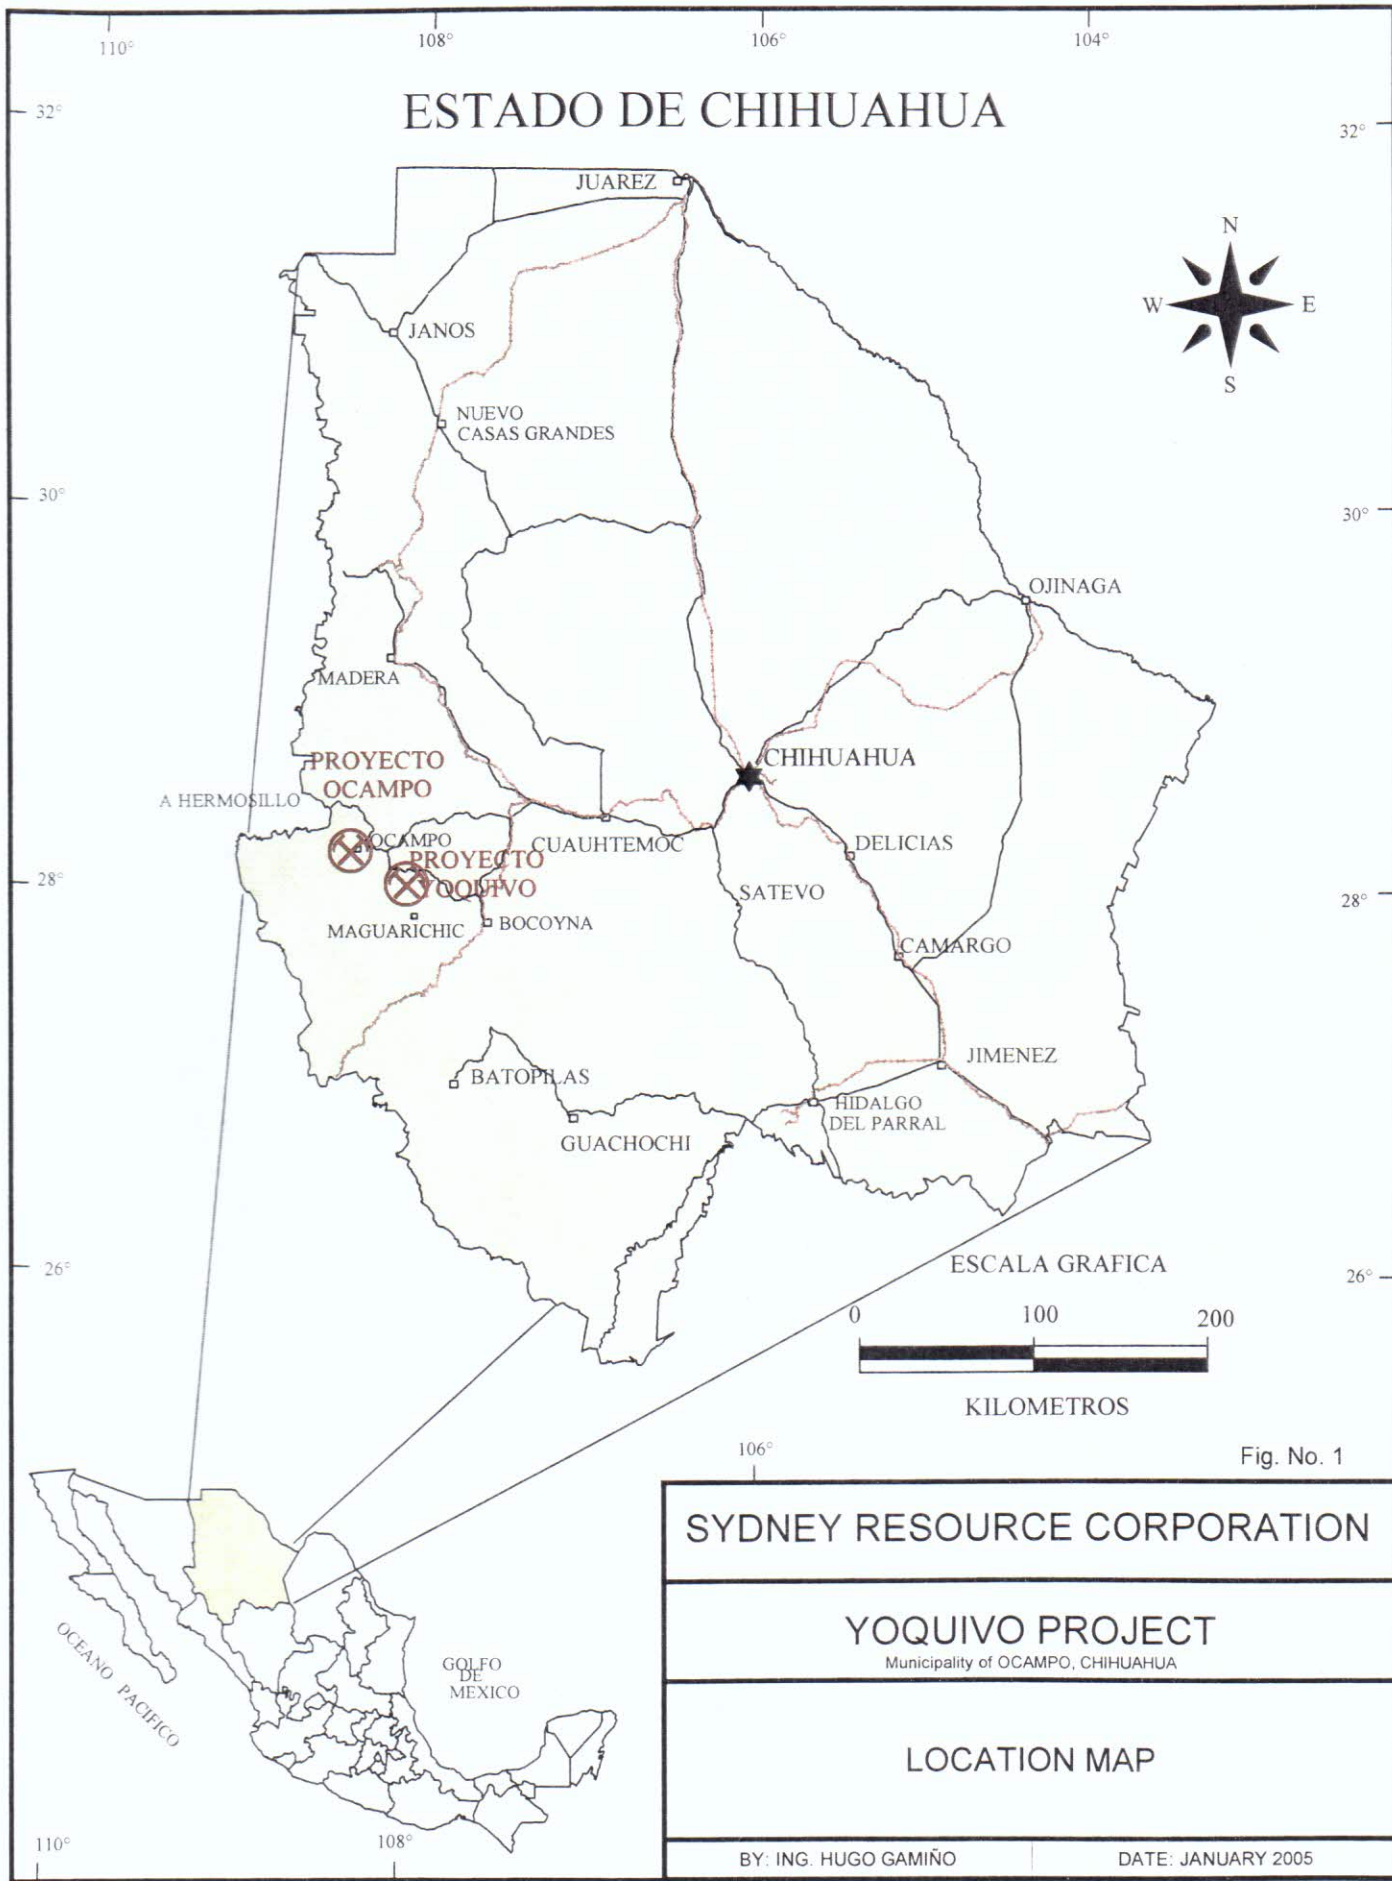 110°
108°
106°
104°
32°
ESTADO DE CHIHUAHUA
32°
JUAREZ
N
W
E
S
JANOS
NUEVO
CASAS GRANDES
30°
30°
OJINAGA
MADERA
PROYECTO
OCAMPO
CHIHUAHUA
A HERMOSILLO
OCAMPO
CUAUHTEMOC
DELICIAS
PROYECTO
YOQUIVO
28°
28°
SATEVO
MAGUARICHIC
BOCOYNA
CAMARGO
JIMENEZ
BATOPILAS
HIDALGO
DEL PARRAL
GUACHOCHI
26°
ESCALA GRAFICA
26°
0
100
200
KILOMETROS
106°
Fig. No. 1
SYDNEY RESOURCE CORPORATION
YOQUIVO PROJECT
Municipality of OCAMPO, CHIHUAHUA
OCEANO PACIFICO
GOLFO
DE
MEXICO
LOCATION MAP
110°
108°
BY: ING. HUGO GAMIÑO
DATE: JANUARY 2005